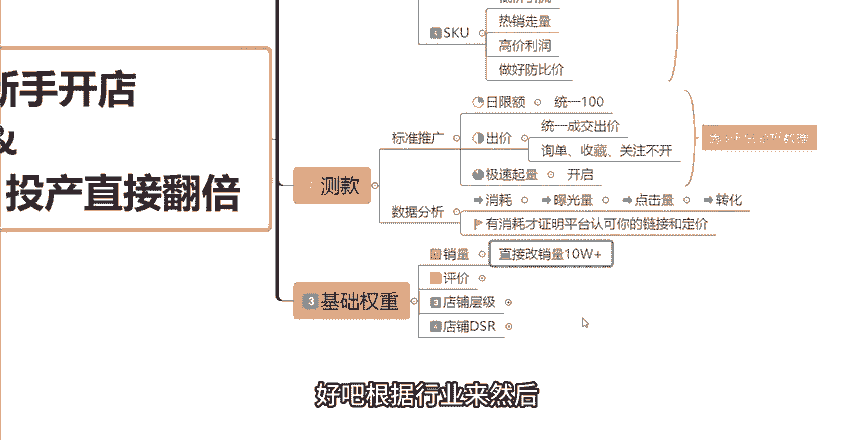 SKU
热销走量
高价利润
做好防比价
新手开店
&
投产直接翻倍
测款
标准推广
日限额
统一100
出价
统一成交出价
询单、收藏、关注不开
极速起量
开启
数据分析
消耗
曝光量
点击量
转化
有消耗才证明平台认可你的链接和定价
3 基础权重
销量
直接改销量10W+
评价
3 店铺层级
4 店铺DSR
好吧根据行业来然后